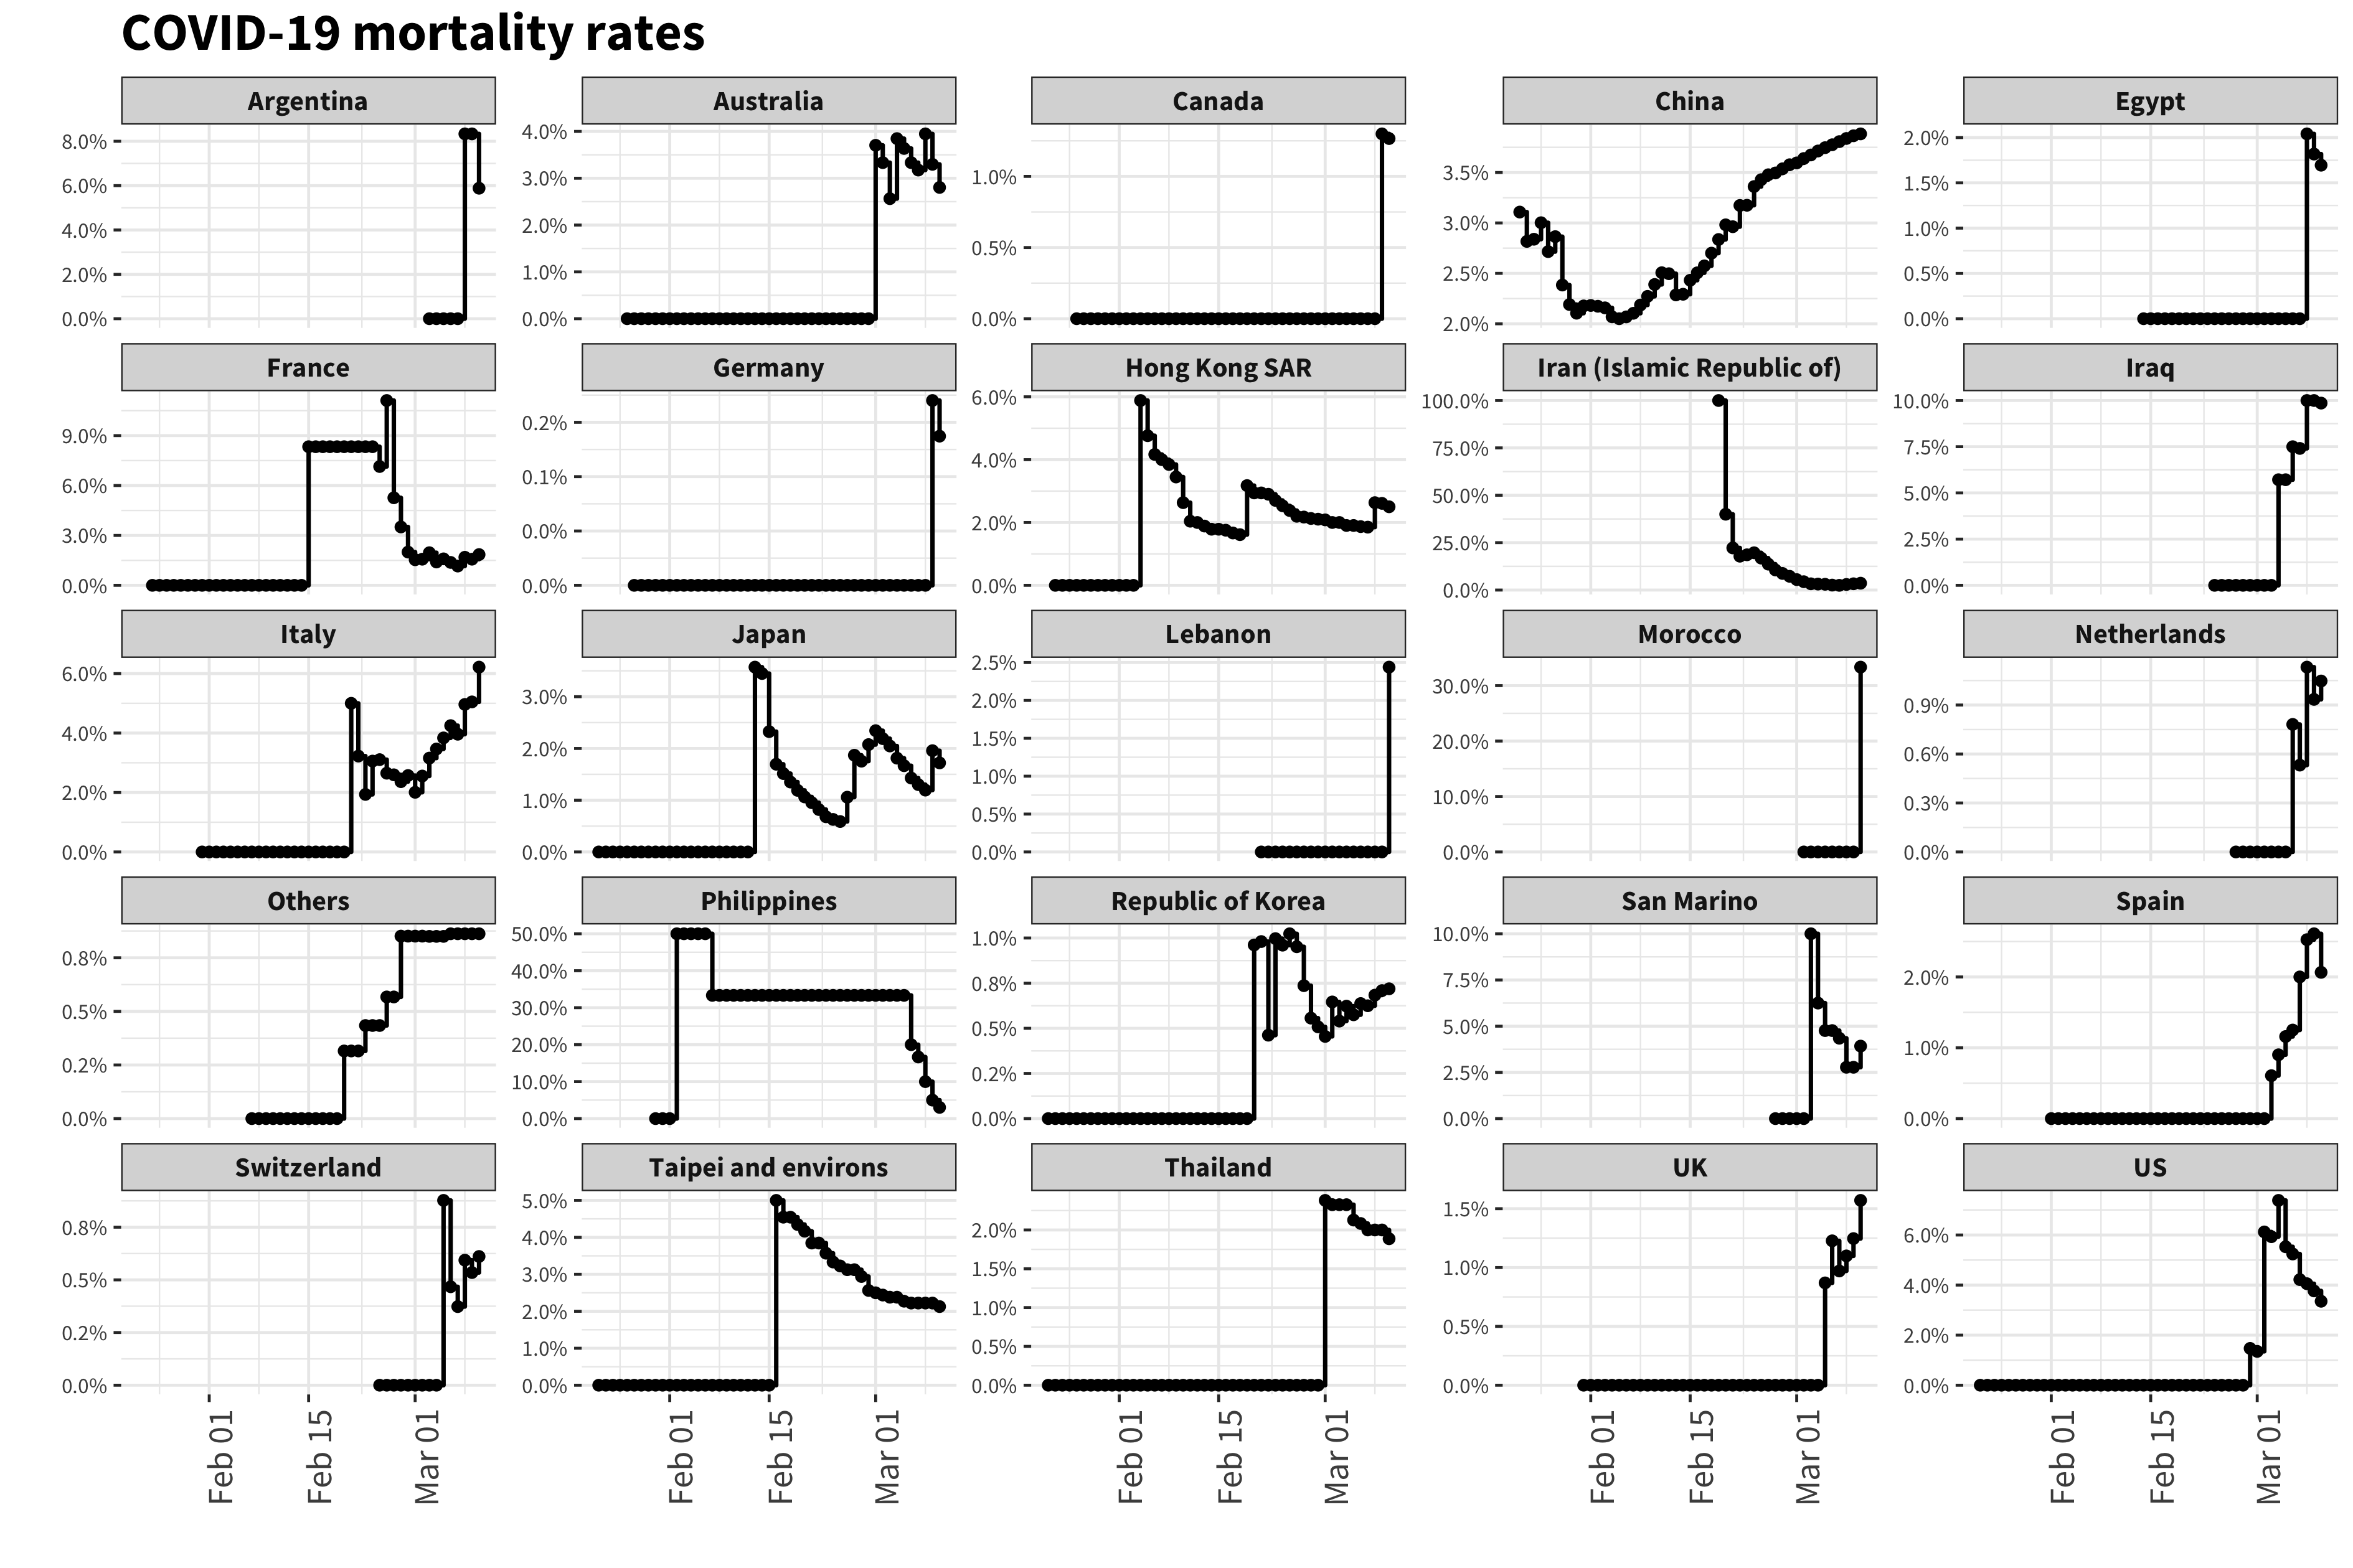 COVID-19 mortality rates
Argentina
8.0%
6.0%
4.0%
2.0%
0.0%
Australia
4.0%
3.0%
2.0%
1.0%
0.0%
Canada
1.0%
0.5%
0.0%
China
3.5%
3.0%
2.5%
2.0%
Egypt
2.0%
1.5%
1.0%
0.5%
0.0%
France
9.0%
6.0%
3.0%
0.0%
Germany
0.2%
0.1%
0.0%
0.0%
Hong Kong SAR
6.0%
4.0%
2.0%
0.0%
Iran (Islamic Republic of)
100.0%
75.0%
50.0%
25.0%
0.0%
Iraq
10.0%
7.5%
5.0%
2.5%
0.0%
Italy
6.0%
4.0%
2.0%
0.0%
Japan
3.0%
2.0%
1.0%
0.0%
Lebanon
2.5%
2.0%
1.5%
1.0%
0.5%
0.0%
Morocco
30.0%
20.0%
10.0%
0.0%
Netherlands
0.9%
0.6%
0.3%
0.0%
Others
0.8%
0.5%
0.2%
0.0%
Philippines
50.0%
40.0%
30.0%
20.0%
10.0%
0.0%
Republic of Korea
1.0%
0.8%
0.5%
0.2%
0.0%
San Marino
10.0%
7.5%
5.0%
2.5%
0.0%
Spain
2.0%
1.0%
0.0%
Switzerland
0.8%
0.5%
0.2%
0.0%
Feb 01
Feb 15
Mar 01
Taipei and environs
5.0%
4.0%
3.0%
2.0%
1.0%
0.0%
Feb 01
Feb 15
Mar 01
Thailand
2.0%
1.5%
1.0%
0.5%
0.0%
Feb 01
Feb 15
Mar 01
UK
1.5%
1.0%
0.5%
0.0%
Feb 01
Feb 15
Mar 01
US
6.0%
4.0%
2.0%
0.0%
Feb 01
Feb 15
Mar 01